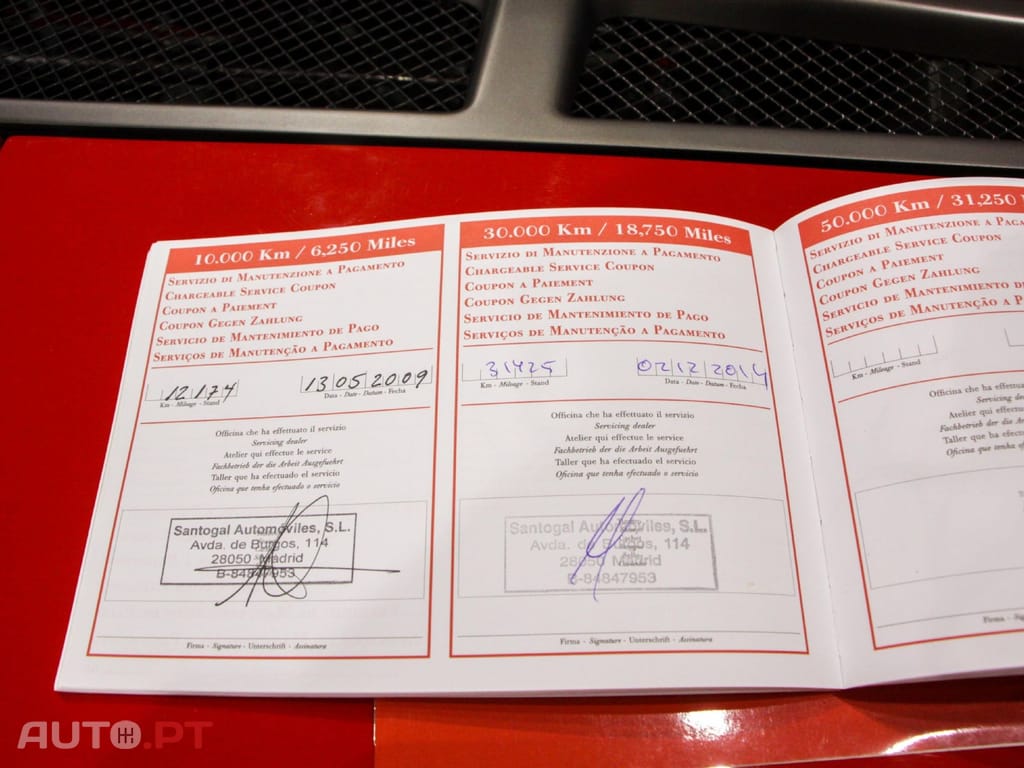 10.000 Km / 6,250 Miles
Servizio di Manutenzione a Pagamento
Chargeable Service Coupon
Coupon a Paiement
Coupon Gegen Zahlung
Servicio de Mantenimiento de Pago
Serviços de Manutenção a Pagamento
12174
13 05 2009
Km - Mileage - Stand
Data - Date - Datum - Fecha
Officina che ha effettuato il servizio
Servicing dealer
Atelier qui effectue le service
Fachbetrieb der die Arbeit Ausgefuehrt
Taller que ha efectuado el servicio
Oficina que tenha efectuado o servicio
Santogal Automóviles, S.L.
Avda. de Burgos, 114
28050 Madrid
B-84847953
Firma - Signature - Unterschrift - Assinatura
30.000 Km / 18,750 Miles
Servizio di Manutenzione a Pagamento
Chargeable Service Coupon
Coupon a Paiement
Coupon Gegen Zahlung
Servicio de Mantenimiento de Pago
Serviços de Manutenção a Pagamento
31425
02 12 2014
Km - Mileage - Stand
Data - Date - Datum - Fecha
Officina che ha effettuato il servizio
Servicing dealer
Atelier qui effectue le service
Fachbetrieb der die Arbeit Ausgefuehrt
Taller que ha efectuado el servicio
Oficina que tenha efectuado o servicio
Santogal Automóviles, S.L.
Avda. de Burgos, 114
28050 Madrid
B-84847953
Firma - Signature - Unterschrift - Assinatura
50.000 Km / 31,250
Servizio di Manutenzione a
Chargeable Service Coupon
Coupon a Paiement
Coupon Gegen Zahlung
Servicio de Mantenimiento
Serviços de Manutenção a
Km - Mileage - Stand
Officina che ha
Servicing
Atelier qui
Fachbetrieb der die
Taller que ha
Oficina que
Firma
AUTO.PT